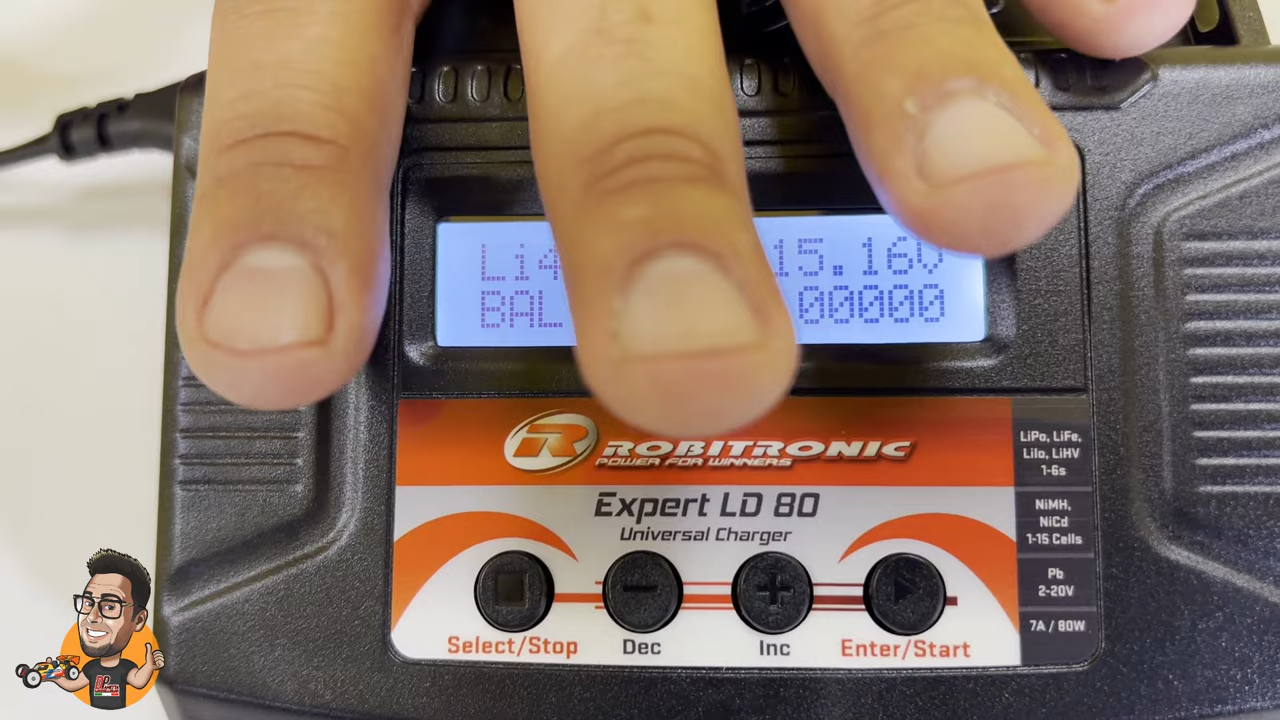 Li4
15.16V
BAL
00000
ROBITRONIC
POWER FOR WINNERS
Expert LD 80
Universal Charger
Select/Stop
Dec
Inc
Enter/Start
LiPo, LiFe,
LiIo, LiHV
1-6s
NiMH,
NiCd
1-15 Cells
Pb
2-20V
7A / 80W